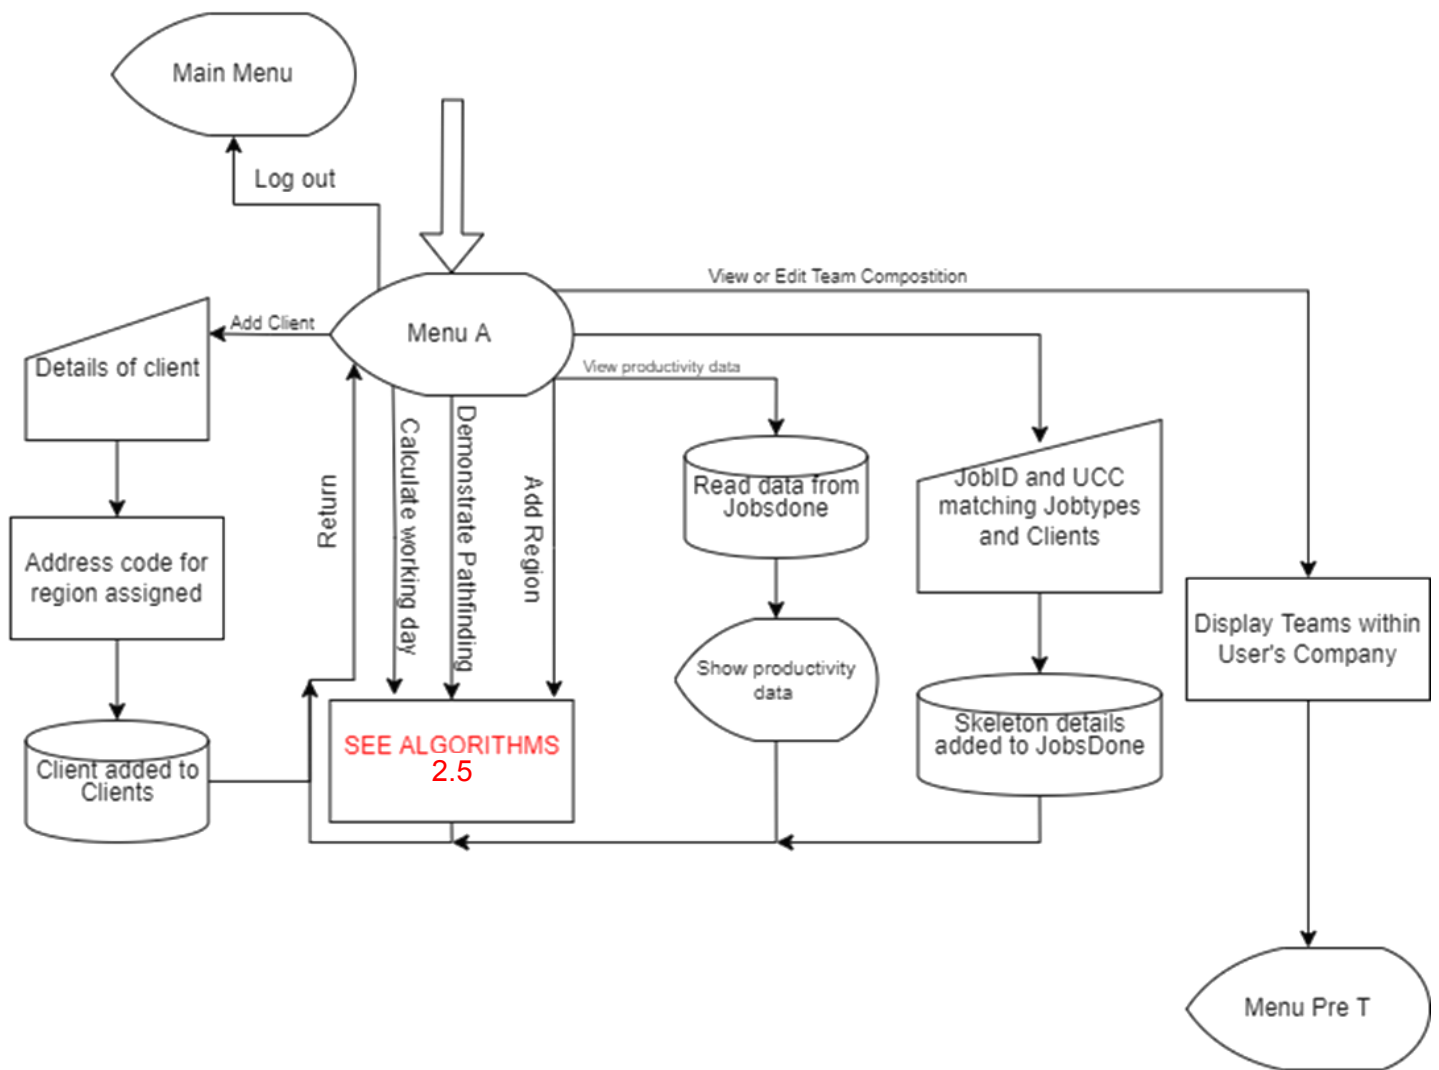 Main Menu
Log out
View or Edit Team Compostition
Add Client
Menu A
View productivity data
Details of client
Return
Calculate working day
Demonstrate Pathfinding
Add Region
Read data from
Jobsdone
JobID and UCC
matching Jobtypes
and Clients
Address code for
region assigned
Display Teams within
User's Company
Show productivity
data
SEE ALGORITHMS
2.5
Skeleton details
added to JobsDone
Client added to
Clients
Menu Pre T